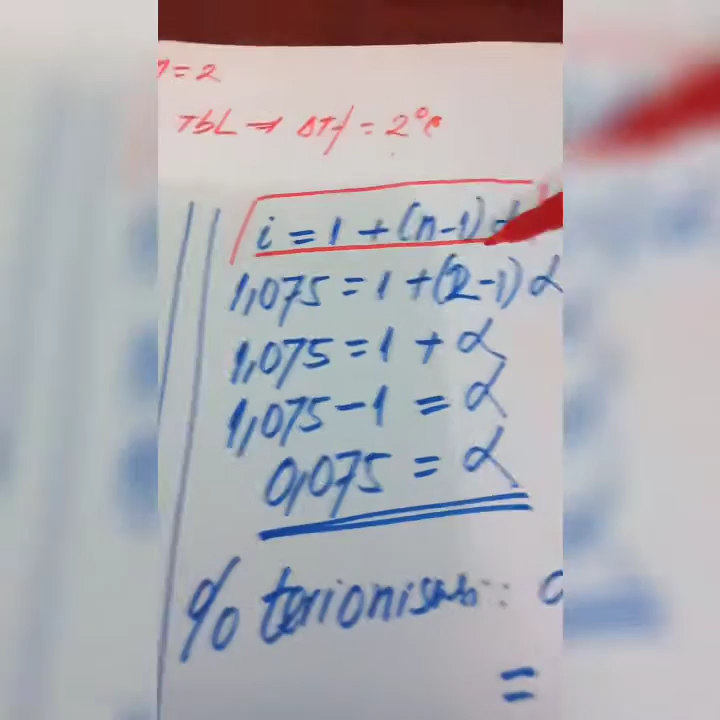 n = 2
TbL → ΔTf = 2°C
i = 1 + (n-1) α
1,075 = 1 + (2-1) α
1,075 = 1 + α
1,075 - 1 = α
0,075 = α
% terionisasi :
=